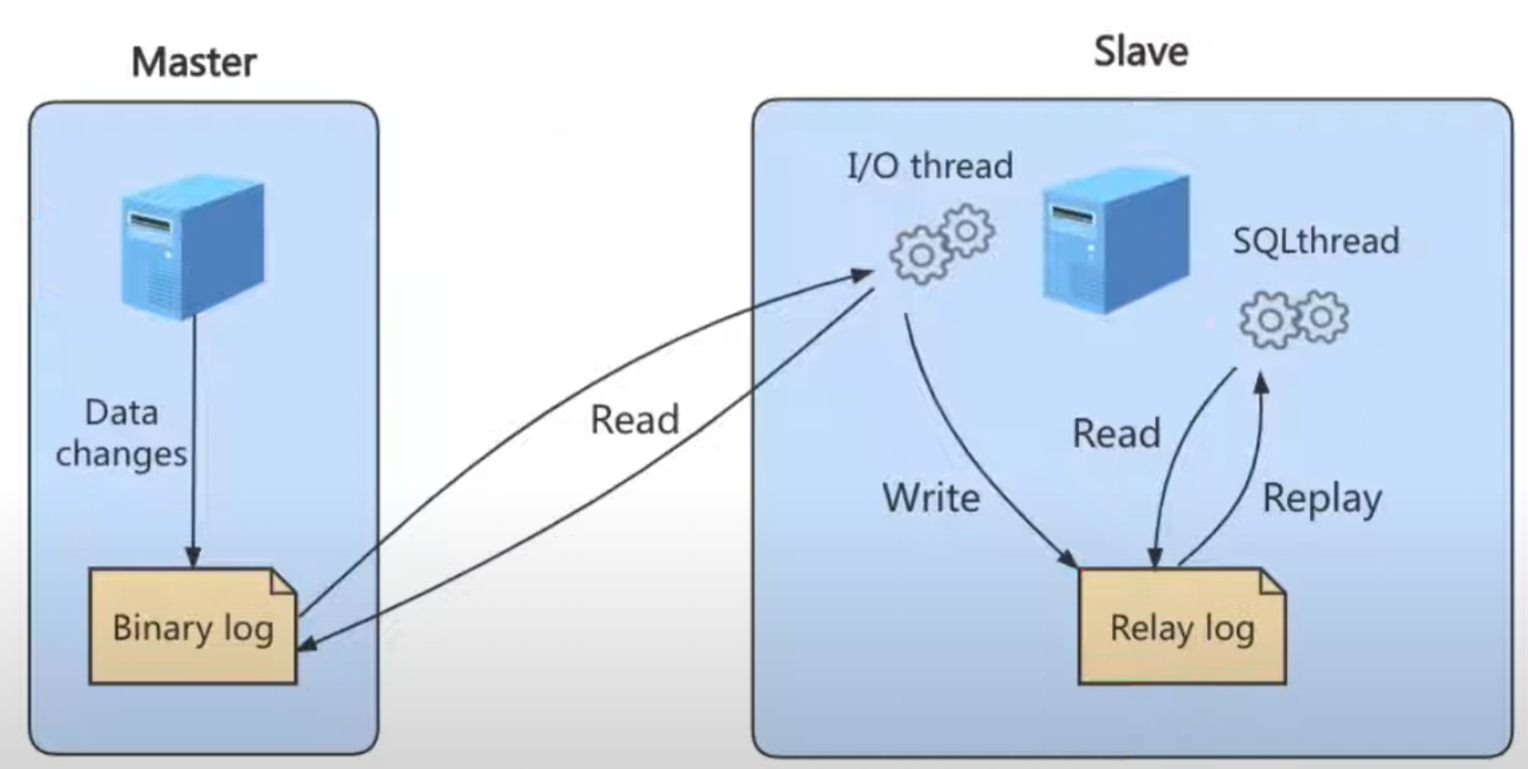 Master
Slave
I/O thread
SQLthread
Data
changes
Read
Read
Write
Replay
Binary log
Relay log